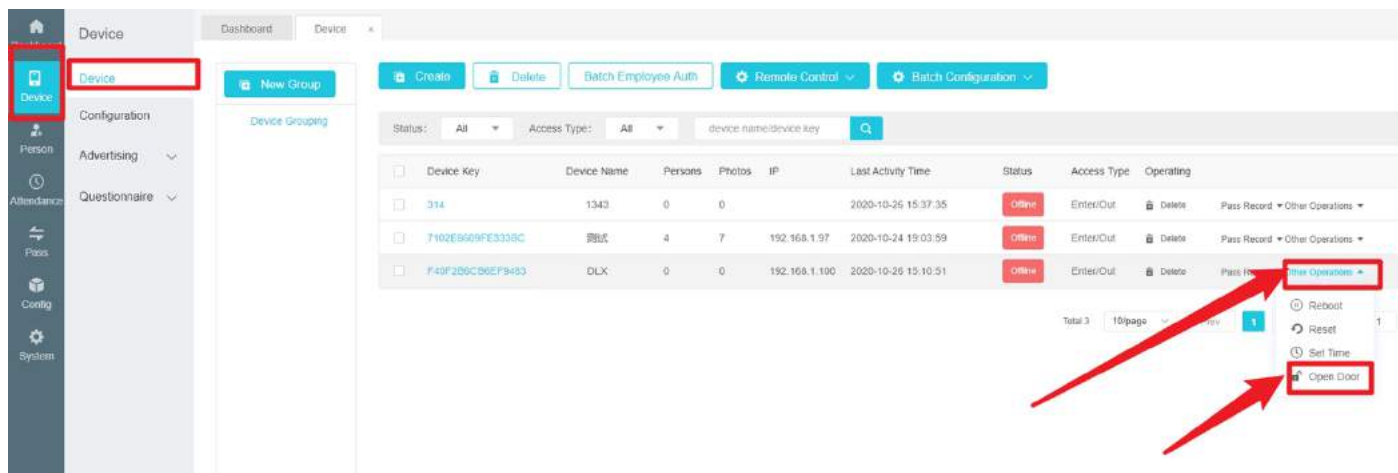 Device
Dashboard Device ×
Device
Device
Configuration
Person
Advertising
Attendance
Questionnaire
Pass
Config
System
New Group
Device Grouping
Create Delete Batch Employee Auth Remote Control Batch Configuration
Status: All Access Type: All device name/device key
Device Key Device Name Persons Photos IP Last Activity Time Status Access Type Operating
314 1343 0 0 2020-10-26 15:37:35 Offline Enter/Out Delete Pass Record Other Operations
测试 4 7 192.168.1.97 2020-10-24 19:03:59 Offline Enter/Out Delete Pass Record Other Operations
F40F2B6CB6EF9483 DLX 0 0 192.168.1.100 2020-10-26 15:10:51 Offline Enter/Out Delete Pass Other Operations
Total 3 10/page 1 1
Reboot
Reset
Set Time
Open Door